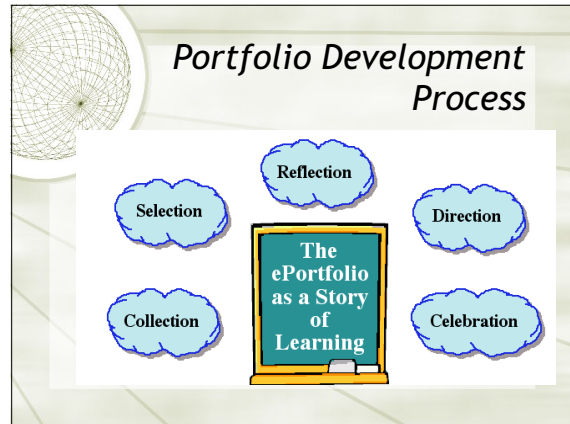 Portfolio Development
Process
Reflection
Selection
Direction
Collection
Celebration
The
ePortfolio
as a Story
of
Learning